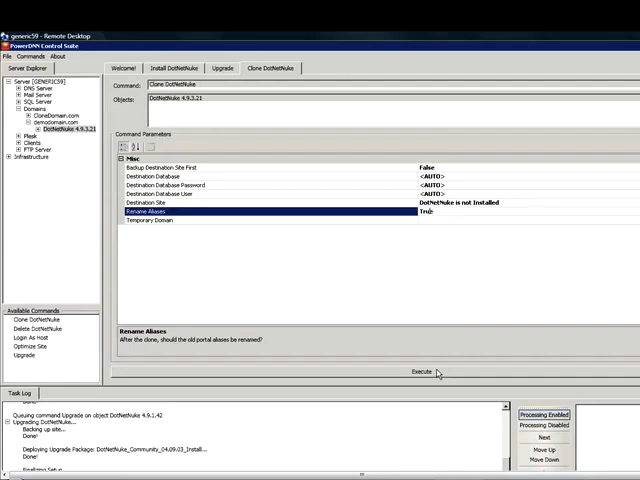 generic59 - Remote Desktop
PowerDNN Control Suite
File Commands About
Server Explorer
Welcome! Install DotNetNuke Upgrade Clone DotNetNuke
Server [GENERIC59]
DNS Server
Mail Server
SQL Server
Domains
CloneDomain.com
demodomain.com
DotNetNuke 4.9.3.21
Plesk
Clients
FTP Server
Infrastructure
Command: Clone DotNetNuke
Objects: DotNetNuke 4.9.3.21
Command Parameters
Misc
Backup Destination Site First False
Destination Database <AUTO>
Destination Database Password <AUTO>
Destination Database User <AUTO>
Destination Site DotNetNuke is not Installed
Rename Aliases True
Temporary Domain
Rename Aliases
After the clone, should the old portal aliases be renamed?
Execute
Available Commands
Clone DotNetNuke
Delete DotNetNuke
Login As Host
Optimize Site
Upgrade
Task Log
Done!
Queuing command Upgrade on object DotNetNuke 4.9.1.42
Upgrading DotNetNuke...
Backing up site...
Done!
Deploying Upgrade Package: DotNetNuke_Community_04.09.03_Install...
Done!
Finalizing Setup
Processing Enabled
Processing Disabled
Next
Move Up
Move Down